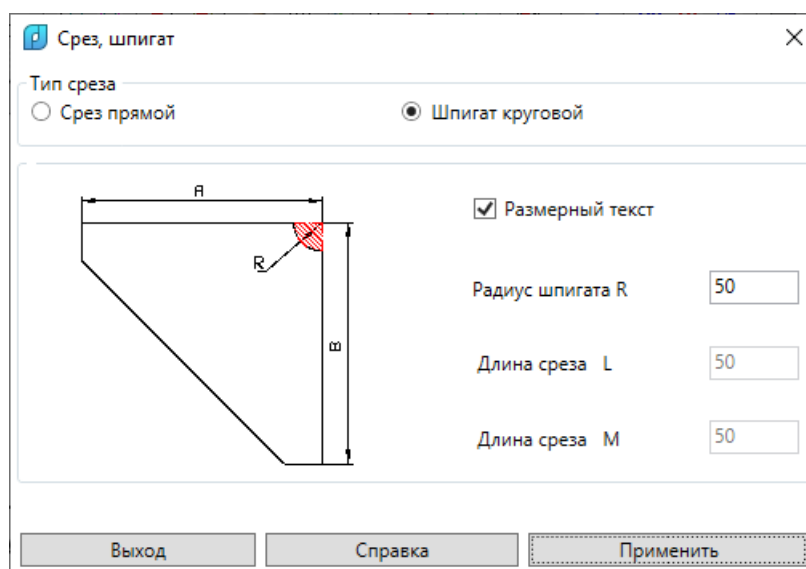 Срез, шпигат
Тип среза
Срез прямой
Шпигат круговой
A
R
B
Размерный текст
Радиус шпигата R 50
Длина среза L 50
Длина среза M 50
Выход Справка Применить